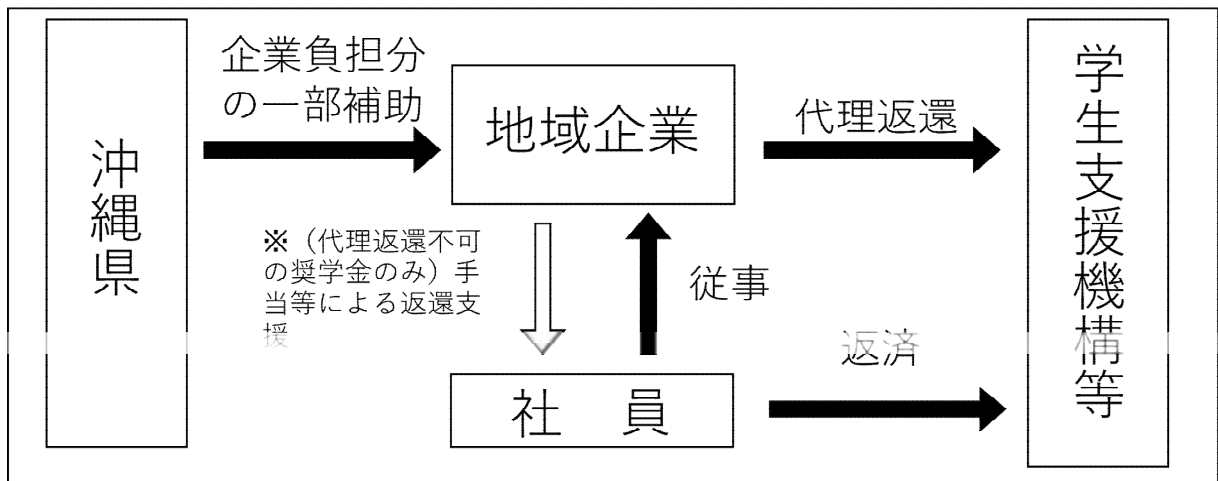 沖縄県
企業負担分
の一部補助
地域企業
代理返還
学生支援機構等
※（代理返還不可
の奨学金のみ）手
当等による返還支
援
従事
返済
社　員